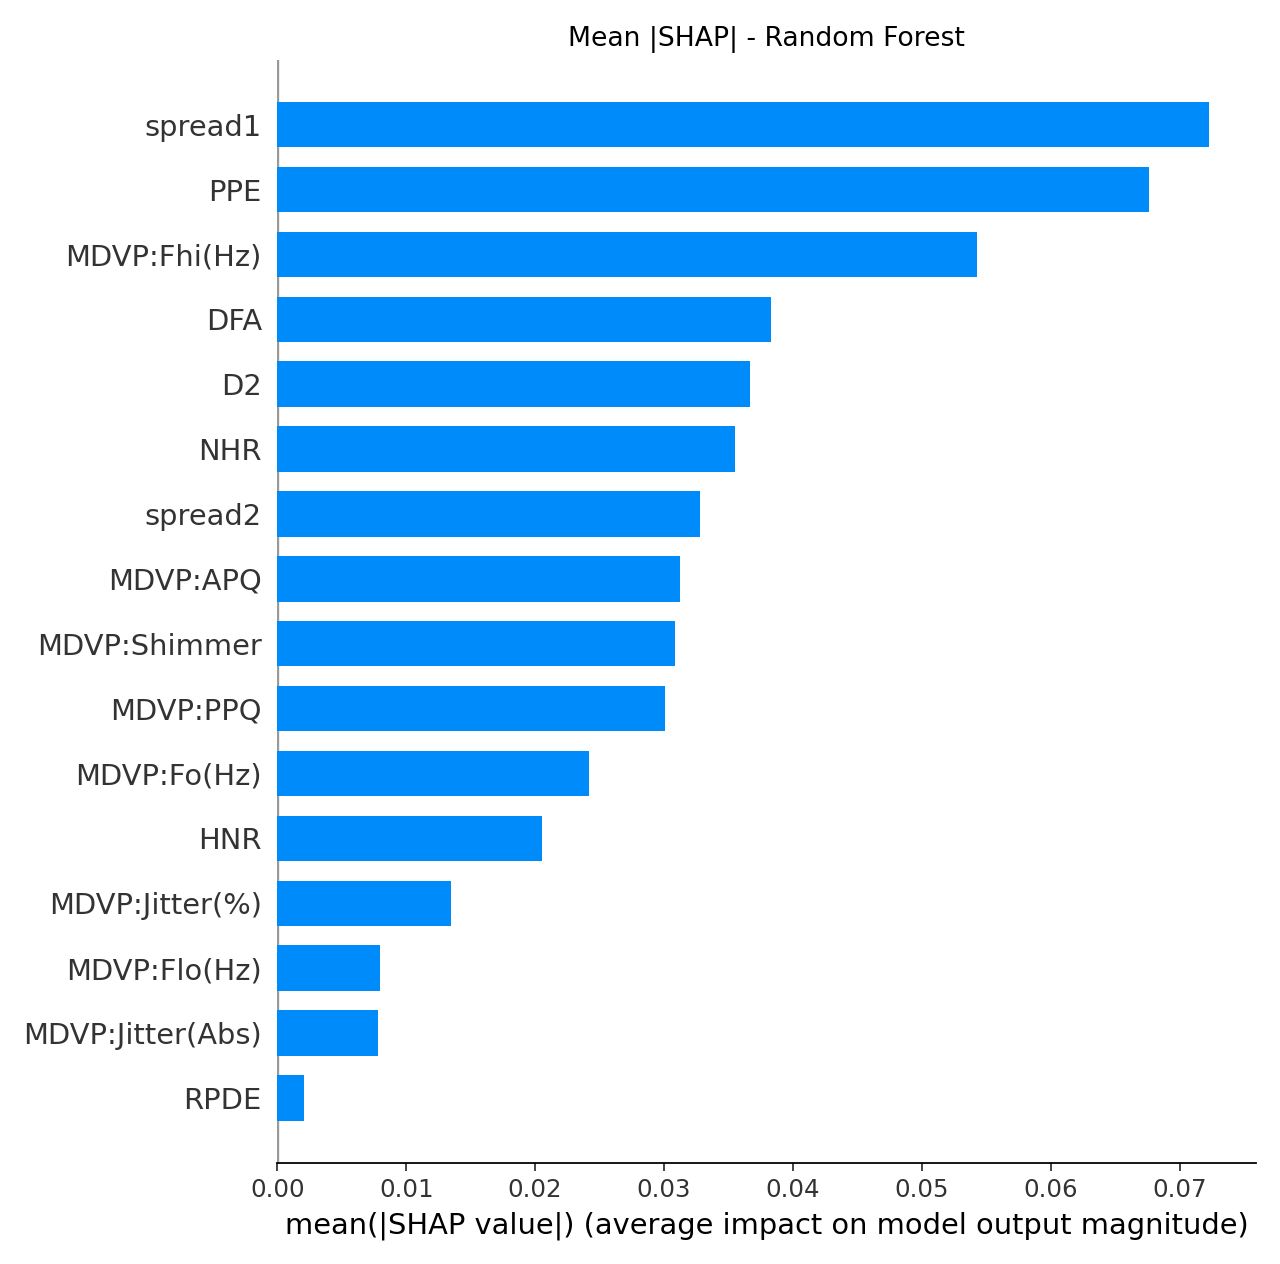 Mean |SHAP| - Random Forest
spread1
PPE
MDVP:Fhi(Hz)
DFA
D2
NHR
spread2
MDVP:APQ
MDVP:Shimmer
MDVP:PPQ
MDVP:Fo(Hz)
HNR
MDVP:Jitter(%)
MDVP:Flo(Hz)
MDVP:Jitter(Abs)
RPDE
0.00 0.01 0.02 0.03 0.04 0.05 0.06 0.07
mean(|SHAP value|) (average impact on model output magnitude)